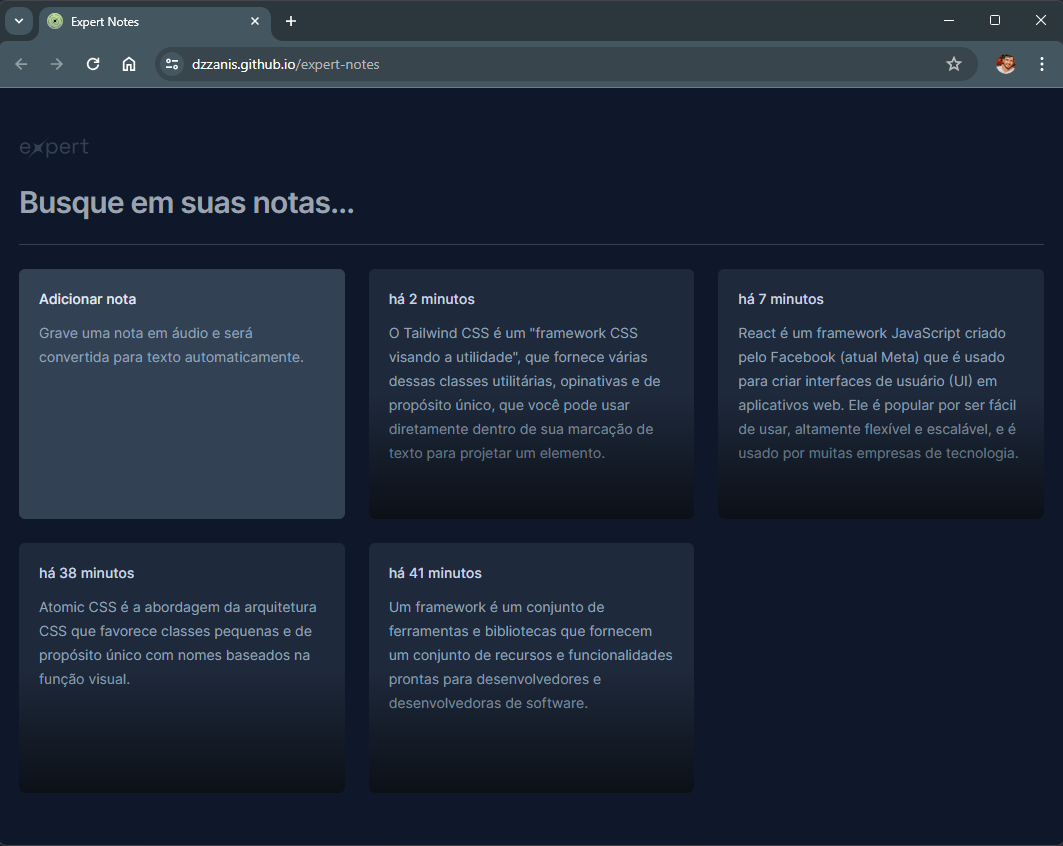 Expert Notes
dzzanis.github.io/expert-notes
expert
Busque em suas notas...
Adicionar nota
Grave uma nota em áudio e será
convertida para texto automaticamente.
há 2 minutos
O Tailwind CSS é um "framework CSS
visando a utilidade", que fornece várias
dessas classes utilitárias, opinativas e de
propósito único, que você pode usar
diretamente dentro de sua marcação de
texto para projetar um elemento.
há 7 minutos
React é um framework JavaScript criado
pelo Facebook (atual Meta) que é usado
para criar interfaces de usuário (UI) em
aplicativos web. Ele é popular por ser fácil
de usar, altamente flexível e escalável, e é
usado por muitas empresas de tecnologia.
há 38 minutos
Atomic CSS é a abordagem da arquitetura
CSS que favorece classes pequenas e de
propósito único com nomes baseados na
função visual.
há 41 minutos
Um framework é um conjunto de
ferramentas e bibliotecas que fornecem
um conjunto de recursos e funcionalidades
prontas para desenvolvedores e
desenvolvedoras de software.